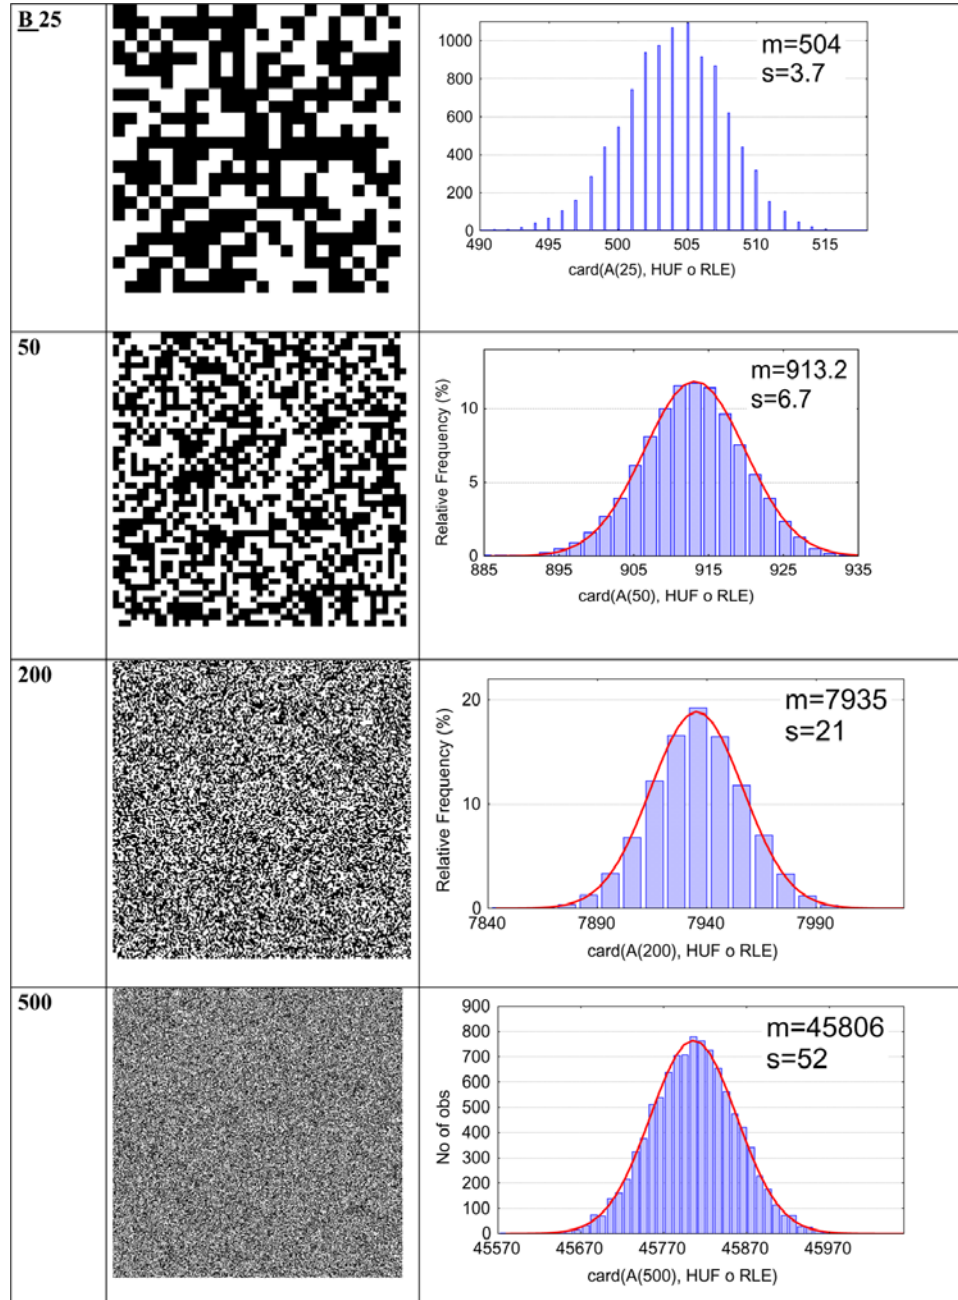 B 25
1000
800
600
400
200
0
m=504
s=3.7
490 495 500 505 510 515
card(A(25), HUF o RLE)
50
Relative Frequency (%)
10
5
0
m=913.2
s=6.7
885 895 905 915 925 935
card(A(50), HUF o RLE)
200
Relative Frequency (%)
20
10
0
m=7935
s=21
7840 7890 7940 7990
card(A(200), HUF o RLE)
500
No of obs
900
800
700
600
500
400
300
200
100
0
m=45806
s=52
45570 45670 45770 45870 45970
card(A(500), HUF o RLE)